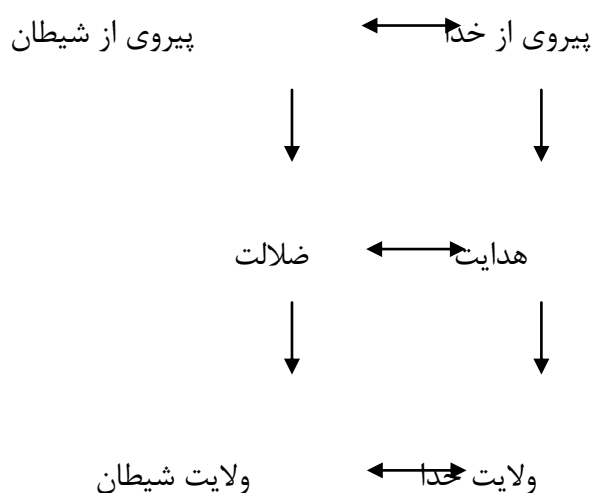 پیروی از خدا پیروی از شیطان
هدایت ضلالت
ولایت خدا ولایت شیطان